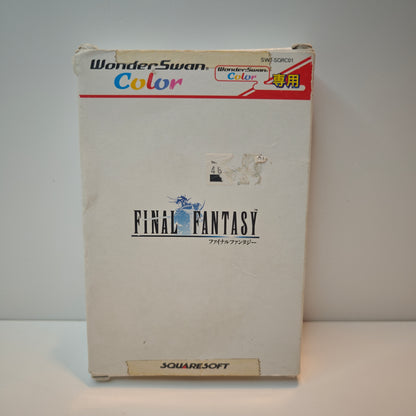 WonderSwan®
Color
SWJ-SQRC01
WonderSwan
Color
専用
46
FINAL FANTASY
ファイナルファンタジー
SQUARESOFT